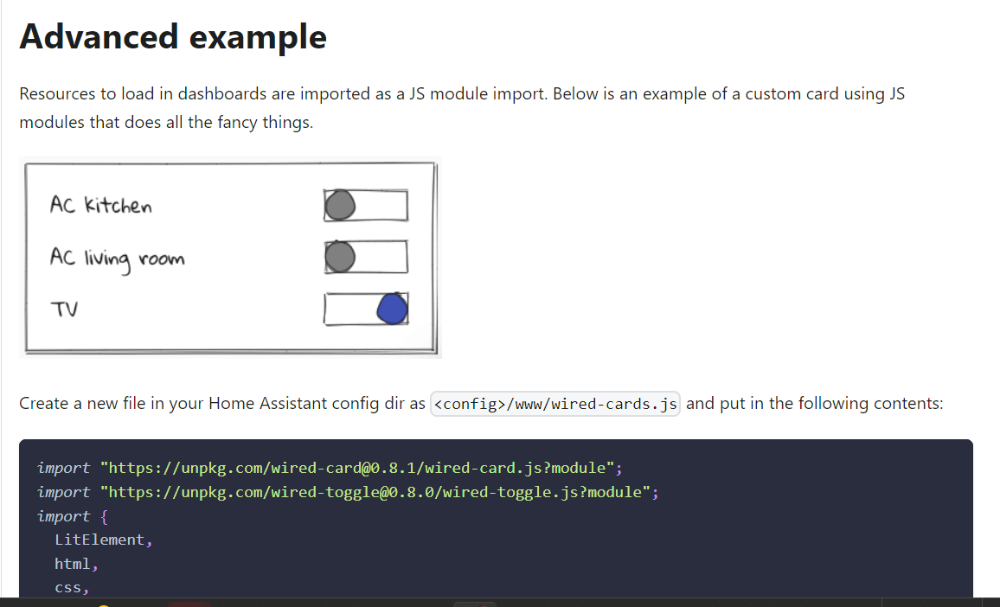 Advanced example
Resources to load in dashboards are imported as a JS module import. Below is an example of a custom card using JS
modules that does all the fancy things.
AC kitchen
AC living room
TV
Create a new file in your Home Assistant config dir as <config>/www/wired-cards.js and put in the following contents:
import "https://unpkg.com/wired-card@0.8.1/wired-card.js?module";
import "https://unpkg.com/wired-toggle@0.8.0/wired-toggle.js?module";
import {
  LitElement,
  html,
  css,